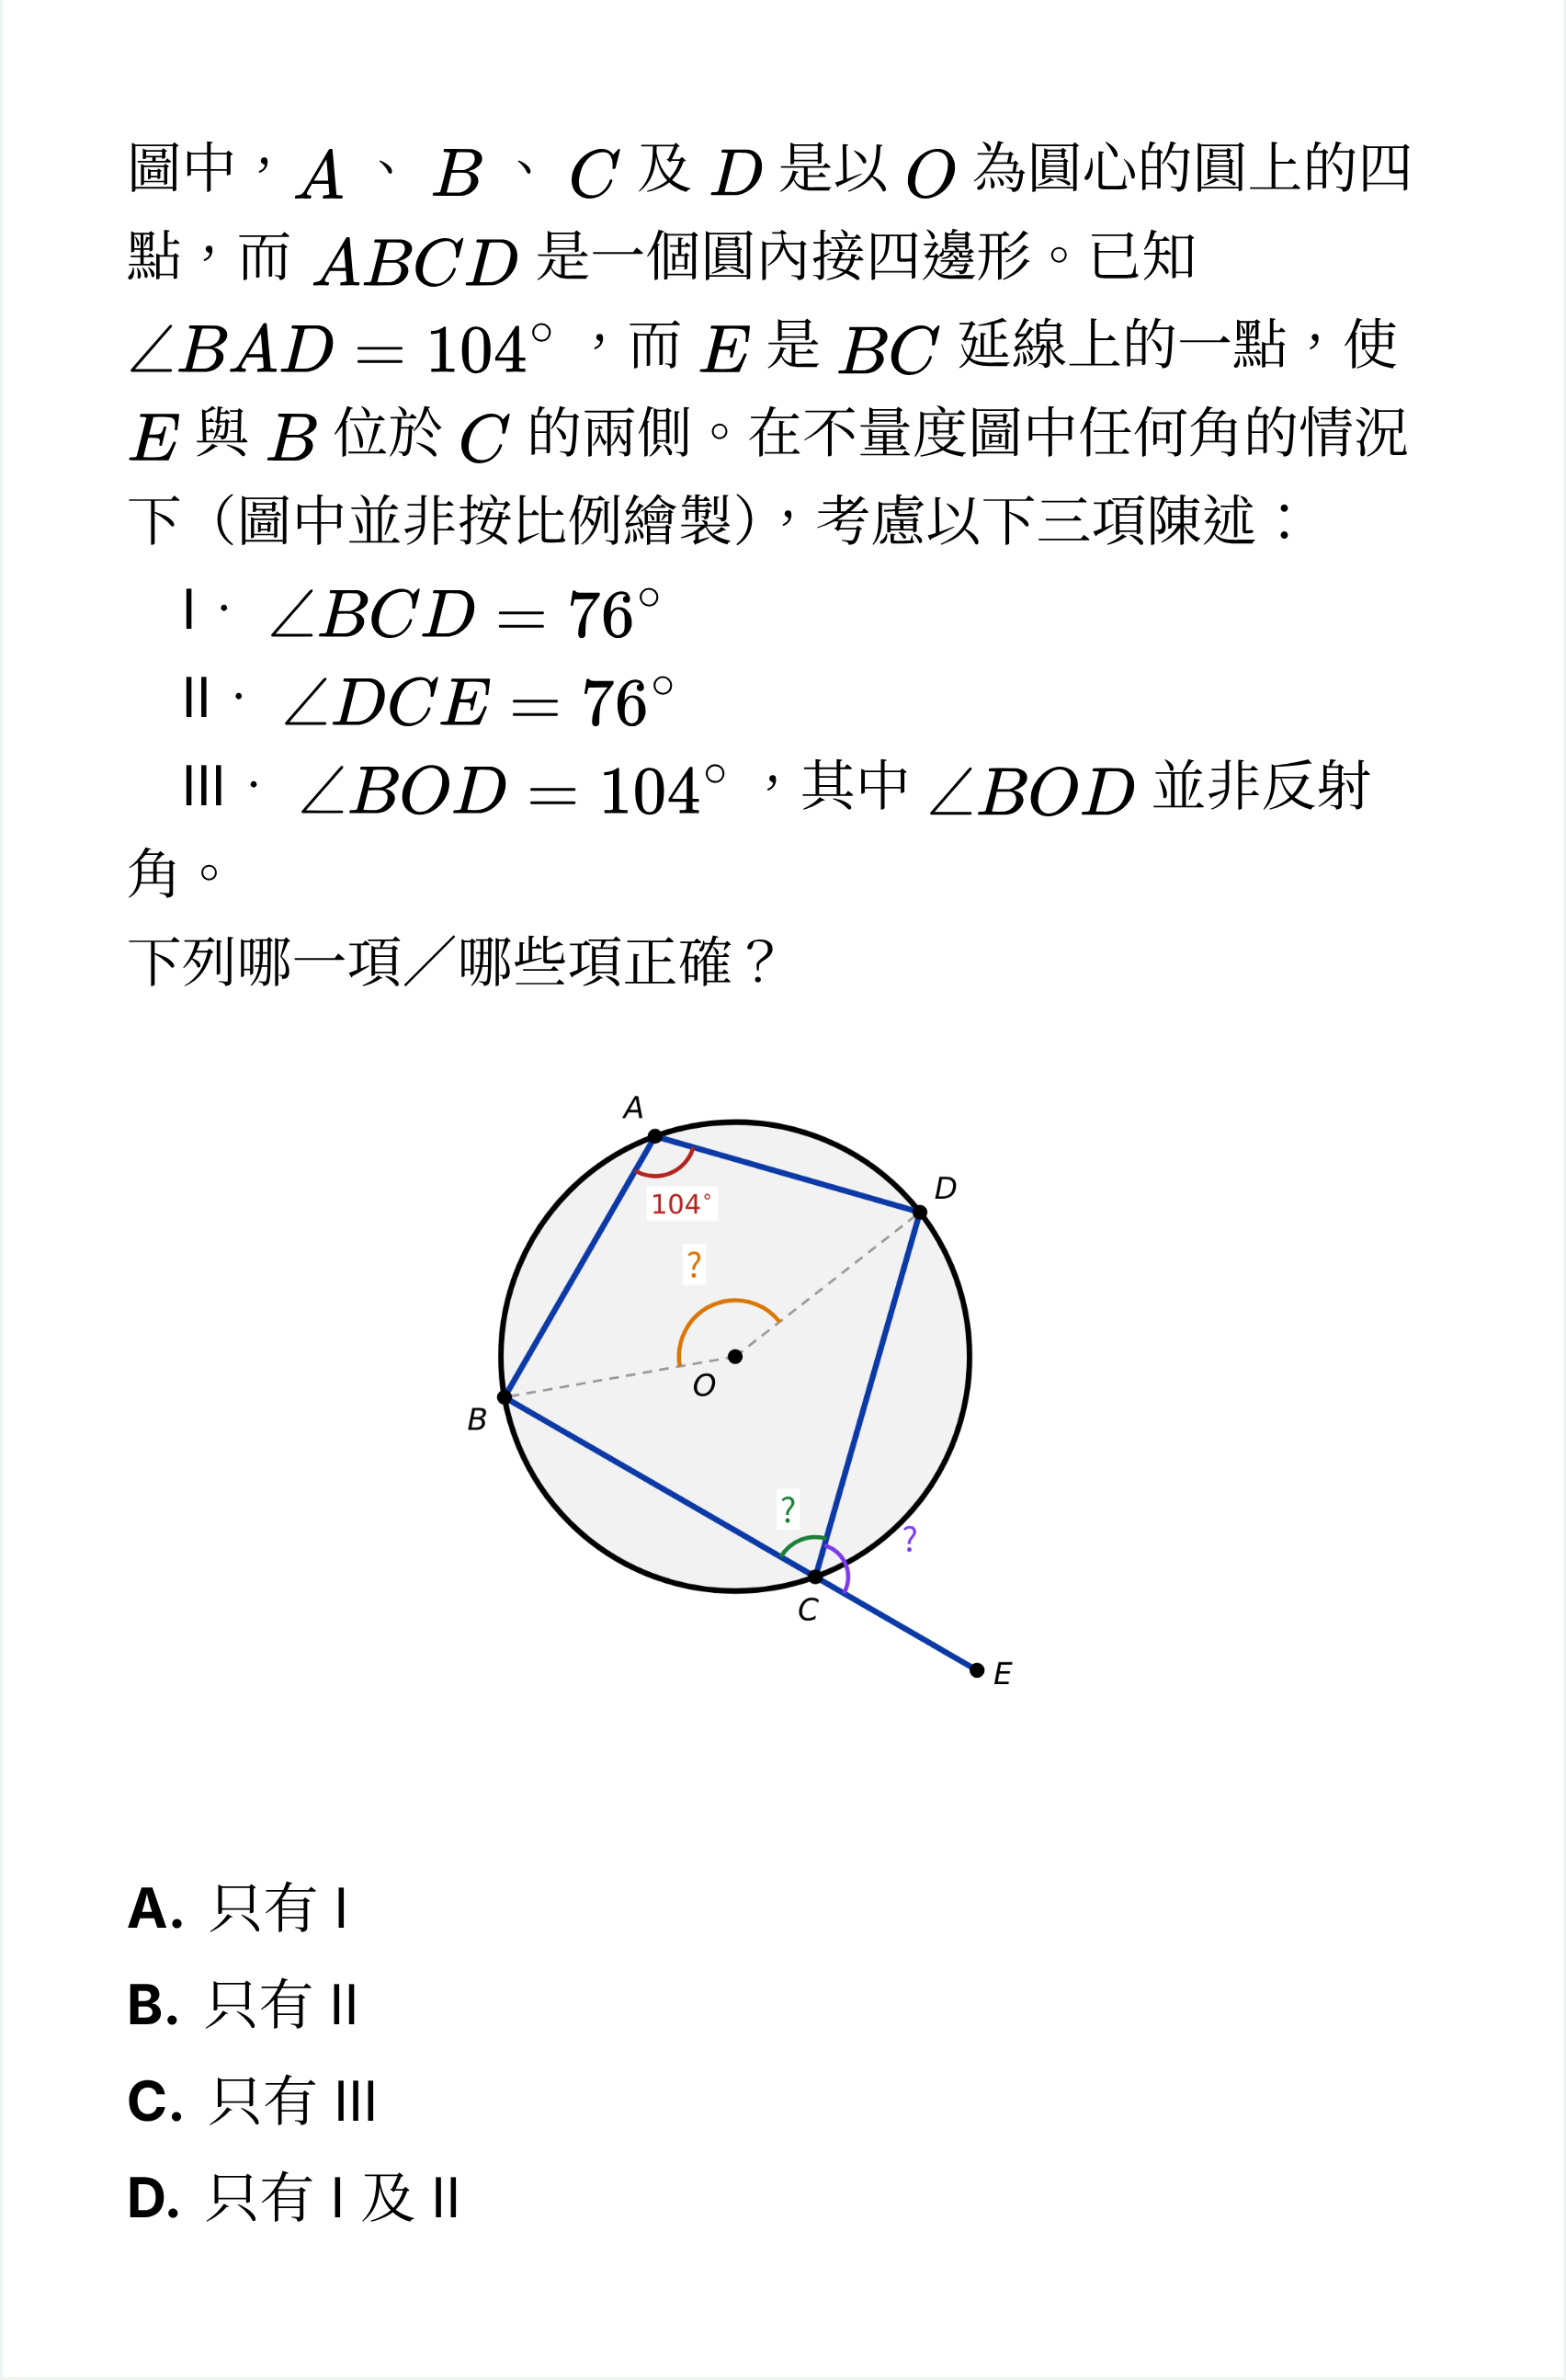 圖中，A、B、C 及 D 是以 O 為圓心的圓上的四
點，而 ABCD 是一個圓內接四邊形。已知
∠BAD = 104°，而 E 是 BC 延線上的一點，使
E 與 B 位於 C 的兩側。在不量度圖中任何角的情況
下（圖中並非按比例繪製），考慮以下三項陳述：
I． ∠BCD = 76°
II． ∠DCE = 76°
III． ∠BOD = 104°，其中 ∠BOD 並非反射
角。
下列哪一項／哪些項正確？
A
D
104°
?
O
B
?
?
C
E
A. 只有 I
B. 只有 II
C. 只有 III
D. 只有 I 及 II